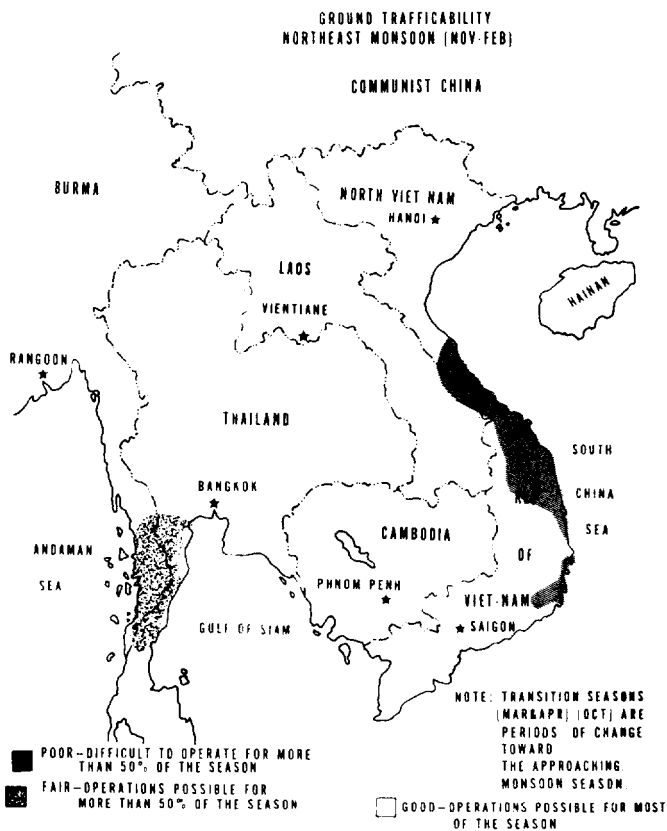 GROUND TRAFFICABILITY
NORTHEAST MONSOON (NOV-FEB)
COMMUNIST CHINA
BURMA
NORTH VIET NAM
HANOI
LAOS
HAINAN
VIENTIANE
RANGOON
THAILAND
SOUTH
BANGKOK
CHINA
CAMBODIA
SEA
ANDAMAN
OF
SEA
PHNOM PENH
VIET-NAM
GULF OF SIAM
SAIGON
NOTE: TRANSITION SEASONS
(MAR&APR) (OCT) ARE
PERIODS OF CHANGE
TOWARD
THE APPROACHING
MONSOON SEASON.
POOR-DIFFICULT TO OPERATE FOR MORE
THAN 50% OF THE SEASON
FAIR-OPERATIONS POSSIBLE FOR
MORE THAN 50% OF THE SEASON
GOOD-OPERATIONS POSSIBLE FOR MOST
OF THE SEASON